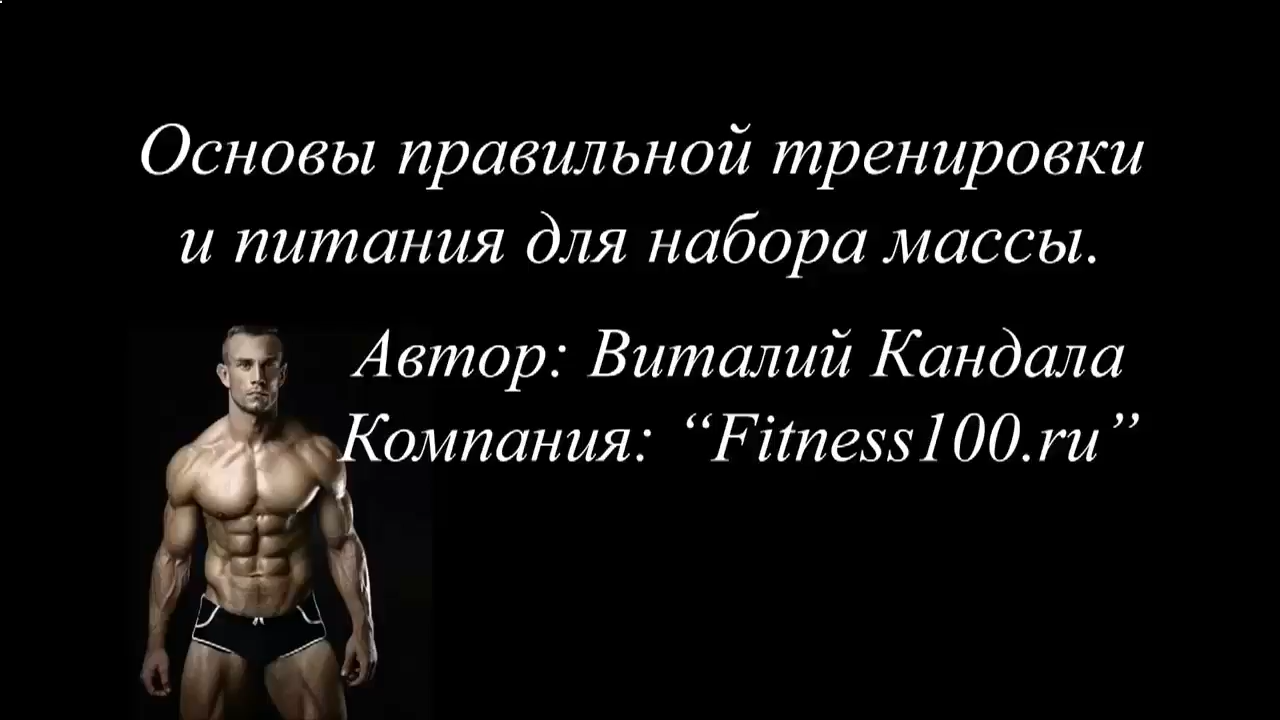 Основы правильной тренировки
и питания для набора массы.
Автор: Виталий Кандала
Компания: “Fitness100.ru”